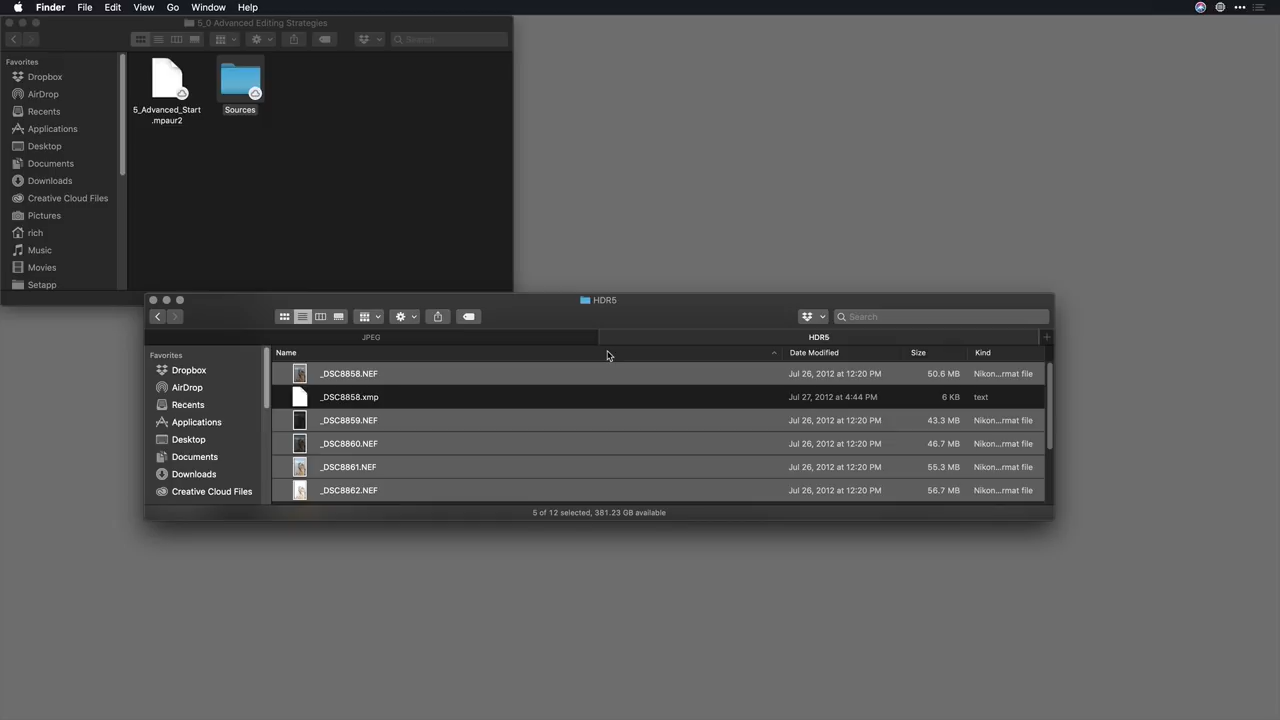 Finder File Edit View Go Window Help
5_0 Advanced Editing Strategies
Search
Favorites
Dropbox
AirDrop
Recents
Applications
Desktop
Documents
Downloads
Creative Cloud Files
Pictures
rich
Music
Movies
Setapp
5_Advanced_Start
.mpaur2
Sources
HDR5
Search
JPEG HDR5
Favorites
Dropbox
AirDrop
Recents
Applications
Desktop
Documents
Downloads
Creative Cloud Files
Name Date Modified Size Kind
_DSC8858.NEF Jul 26, 2012 at 12:20 PM 50.6 MB Nikon...rmat file
_DSC8858.xmp Jul 27, 2012 at 4:44 PM 6 KB text
_DSC8859.NEF Jul 26, 2012 at 12:20 PM 43.3 MB Nikon...rmat file
_DSC8860.NEF Jul 26, 2012 at 12:20 PM 46.7 MB Nikon...rmat file
_DSC8861.NEF Jul 26, 2012 at 12:20 PM 55.3 MB Nikon...rmat file
_DSC8862.NEF Jul 26, 2012 at 12:20 PM 56.7 MB Nikon...rmat file
5 of 12 selected, 381.23 GB available